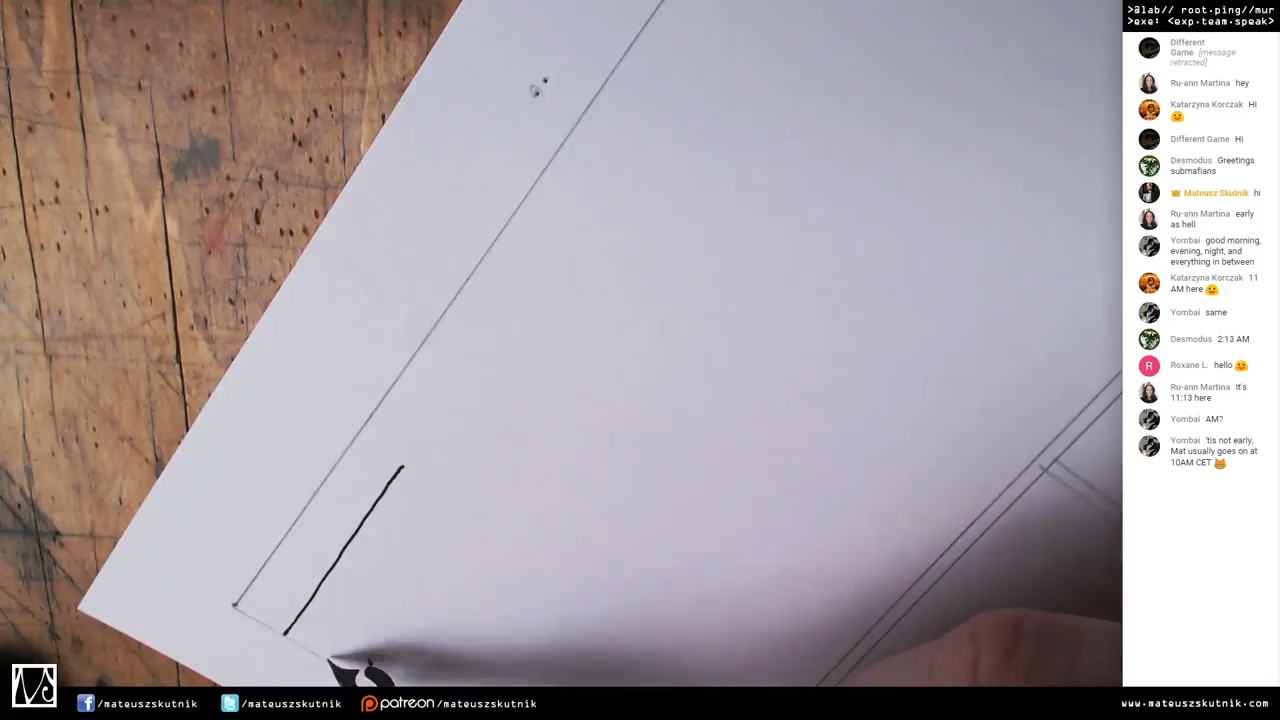 >@lab// root.ping//mur
>exe: <exp.team.speak>
Different
Game [message
retracted]
Ru-ann Martina hey
Katarzyna Korczak HI
Different Game Hi
Desmodus Greetings
submafians
Mateusz Skutnik hi
Ru-ann Martina early
as hell
Yombai good morning,
evening, night, and
everything in between
Katarzyna Korczak 11
AM here
Yombai same
Desmodus 2:13 AM
R Roxane L. hello
Ru-ann Martina It's
11:13 here
Yombai AM?
Yombai 'tis not early,
Mat usually goes on at
10AM CET
MS /mateuszskutnik /mateuszskutnik patreon/mateuszskutnik www.mateuszskutnik.com